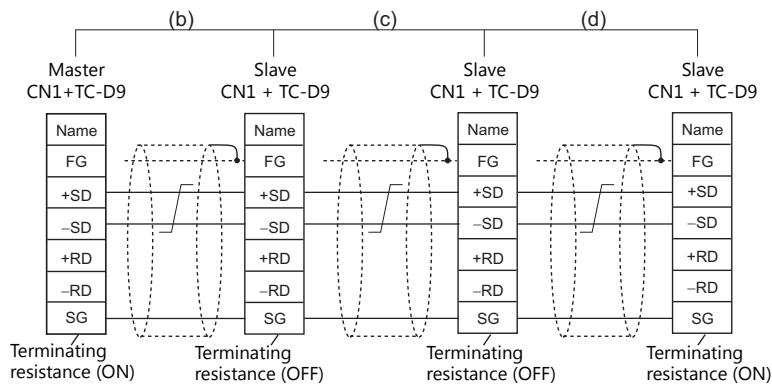 (b) (c) (d)
Master Slave Slave Slave
CN1+TC-D9 CN1 + TC-D9 CN1 + TC-D9 CN1 + TC-D9
Name Name Name Name
FG FG FG FG
+SD +SD +SD +SD
–SD –SD –SD –SD
+RD +RD +RD +RD
–RD –RD –RD –RD
SG SG SG SG
Terminating Terminating Terminating Terminating
resistance (ON) resistance (OFF) resistance (OFF) resistance (ON)